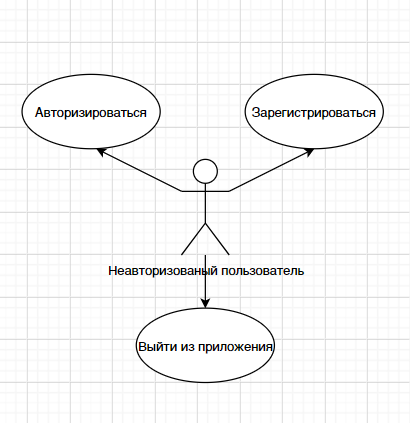 Авторизироваться
Зарегистрироваться
Неавторизованый пользователь
Выйти из приложения